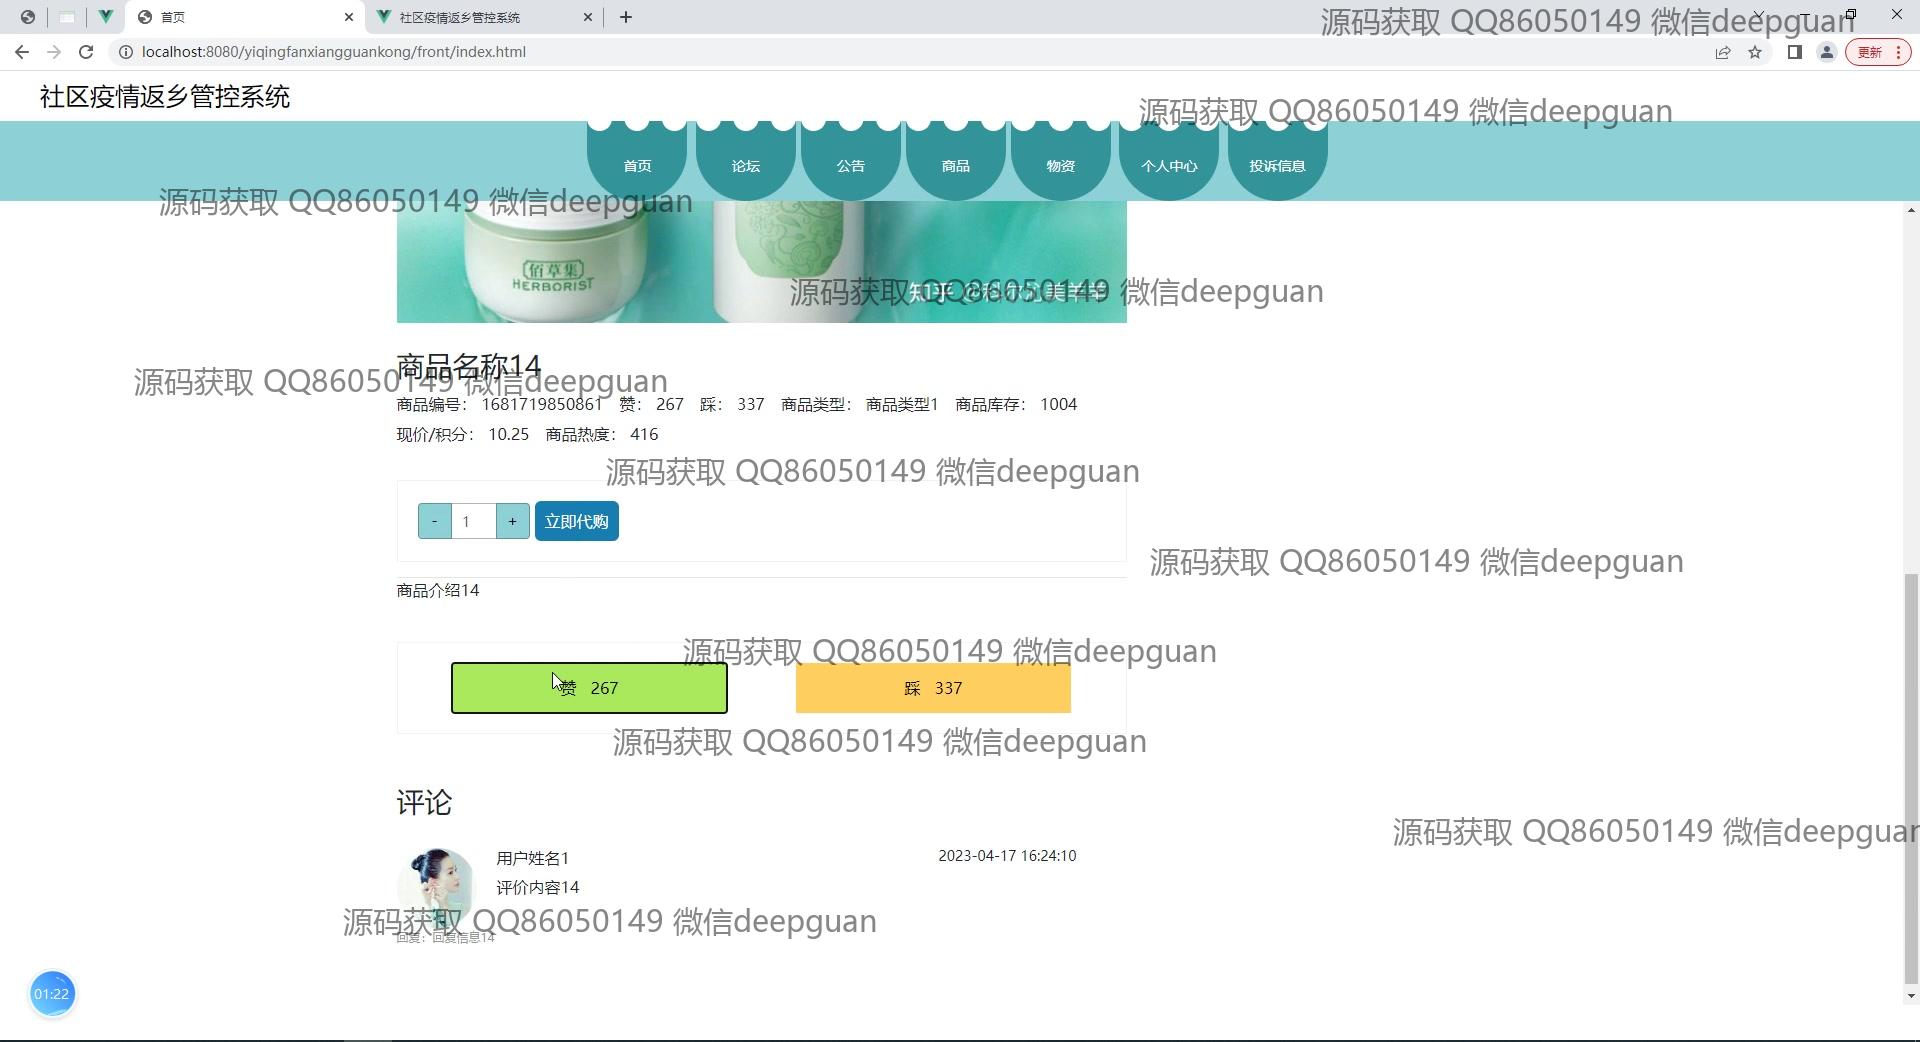 首页
社区疫情返乡管控系统
源码获取 QQ86050149 微信deepguan
localhost:8080/yiqingfanxiangguankong/front/index.html
更新
社区疫情返乡管控系统
源码获取 QQ86050149 微信deepguan
首页 论坛 公告 商品 物资 个人中心 投诉信息
源码获取 QQ86050149 微信deepguan
佰草集
HERBORIST
知乎
源码获取 QQ86050149 微信deepguan
商品名称14
源码获取 QQ86050149 微信deepguan
商品编号： 1681719850861 赞： 267 踩： 337 商品类型： 商品类型1 商品库存： 1004
现价/积分： 10.25 商品热度： 416
源码获取 QQ86050149 微信deepguan
- 1 + 立即代购
源码获取 QQ86050149 微信deepguan
商品介绍14
源码获取 QQ86050149 微信deepguan
赞 267 踩 337
源码获取 QQ86050149 微信deepguan
评论
源码获取 QQ86050149 微信deepguan
用户姓名1 2023-04-17 16:24:10
评价内容14
源码获取 QQ86050149 微信deepguan
回复：回复信息14
01:22